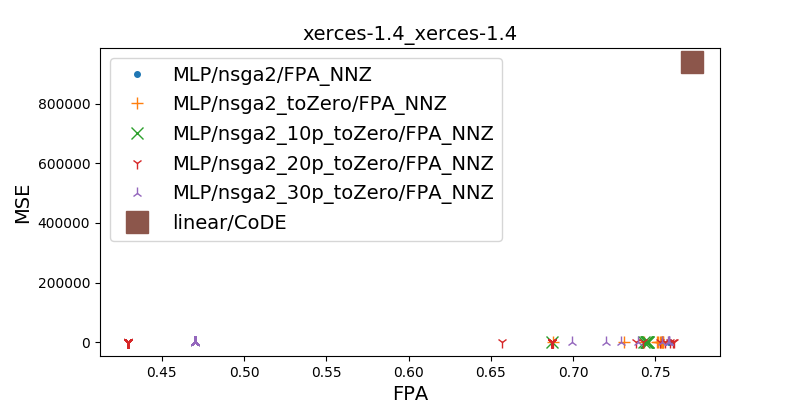 xerces-1.4_xerces-1.4
MLP/nsga2/FPA_NNZ
MLP/nsga2_toZero/FPA_NNZ
MLP/nsga2_10p_toZero/FPA_NNZ
MLP/nsga2_20p_toZero/FPA_NNZ
MLP/nsga2_30p_toZero/FPA_NNZ
linear/CoDE
MSE
800000
600000
400000
200000
0
0.45 0.50 0.55 0.60 0.65 0.70 0.75
FPA